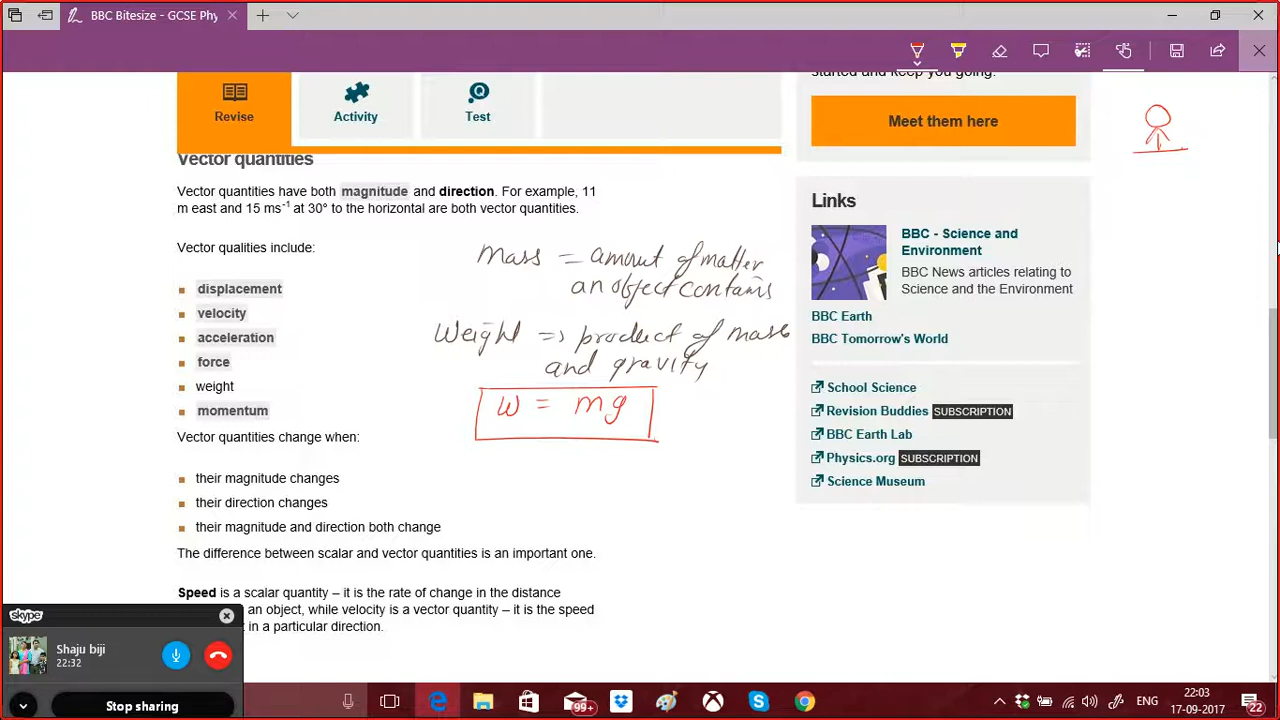 BBC Bitesize - GCSE Phy
Revise
Activity
Test
started and keep you going.
Meet them here
Vector quantities
Vector quantities have both magnitude and direction. For example, 11
m east and 15 ms-1 at 30° to the horizontal are both vector quantities.
Vector qualities include:
displacement
velocity
acceleration
force
weight
momentum
Vector quantities change when:
their magnitude changes
their direction changes
their magnitude and direction both change
The difference between scalar and vector quantities is an important one.
Speed is a scalar quantity – it is the rate of change in the distance
an object, while velocity is a vector quantity – it is the speed
in a particular direction.
Mass = amount of matter
an object contains
Weight => product of mass
and gravity
w = mg
Links
BBC - Science and
Environment
BBC News articles relating to
Science and the Environment
BBC Earth
BBC Tomorrow's World
School Science
Revision Buddies SUBSCRIPTION
BBC Earth Lab
Physics.org SUBSCRIPTION
Science Museum
skype
Shaju biji
22:32
Stop sharing
99+
ENG
22:03
17-09-2017
22